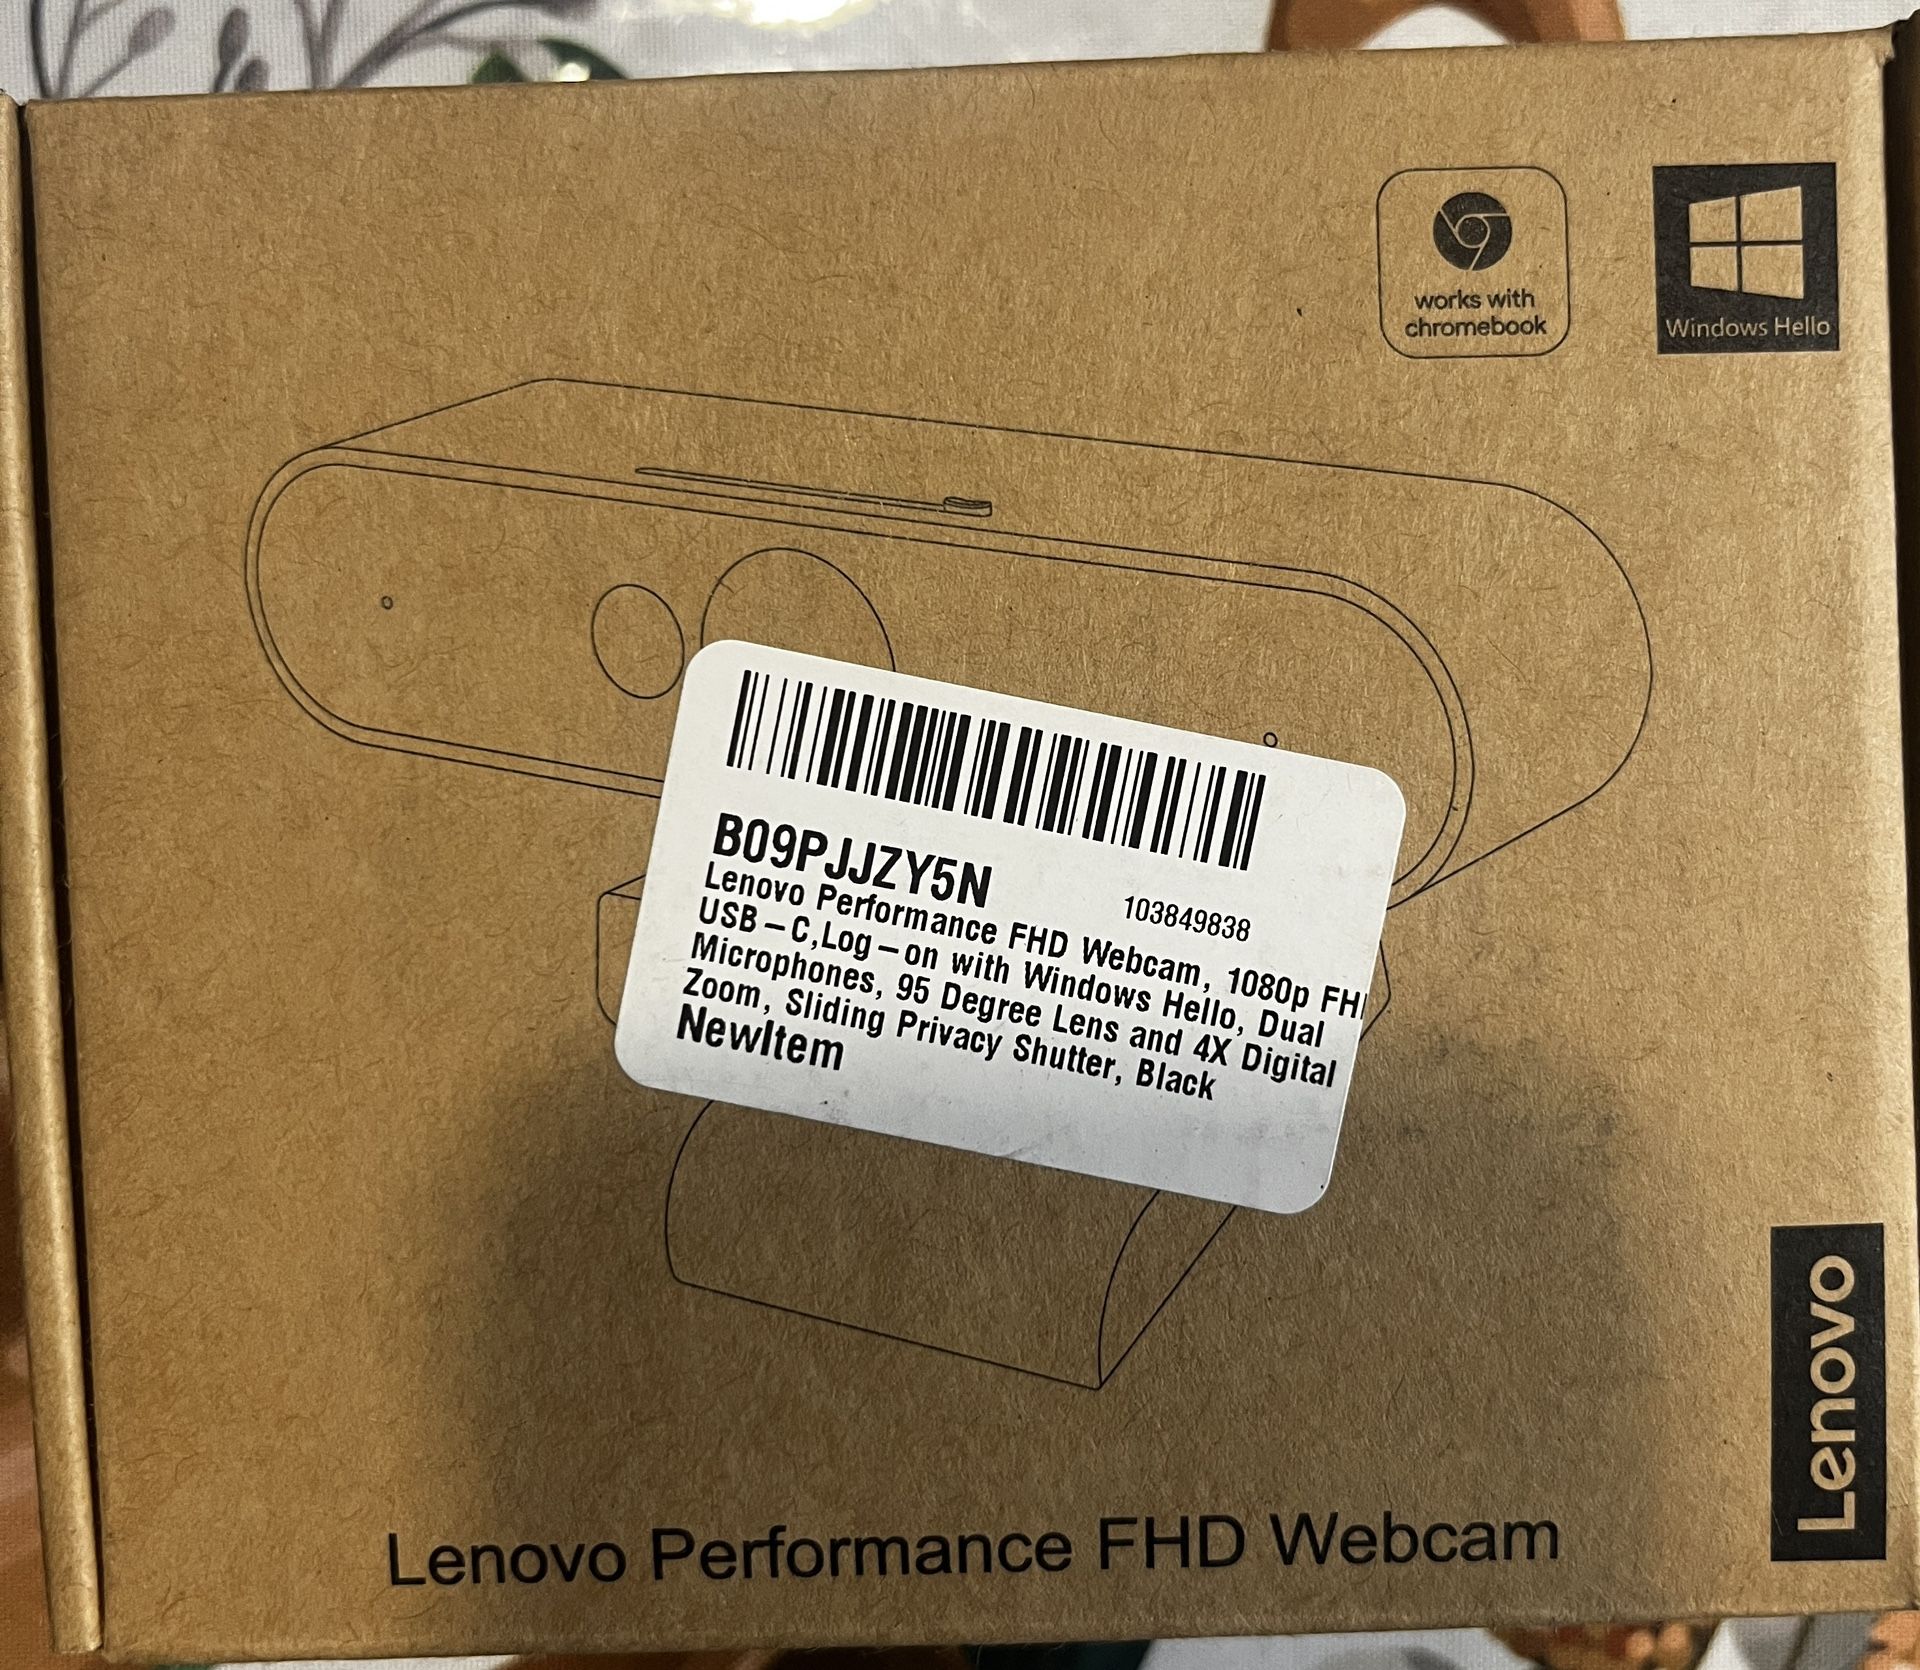 works with
chromebook
Windows Hello
B09PJJZY5N
103849838
Lenovo Performance FHD Webcam, 1080p FH
USB-C,Log-on with Windows Hello, Dual
Microphones, 95 Degree Lens and 4X Digital
Zoom, Sliding Privacy Shutter, Black
NewItem
Lenovo
Lenovo Performance FHD Webcam